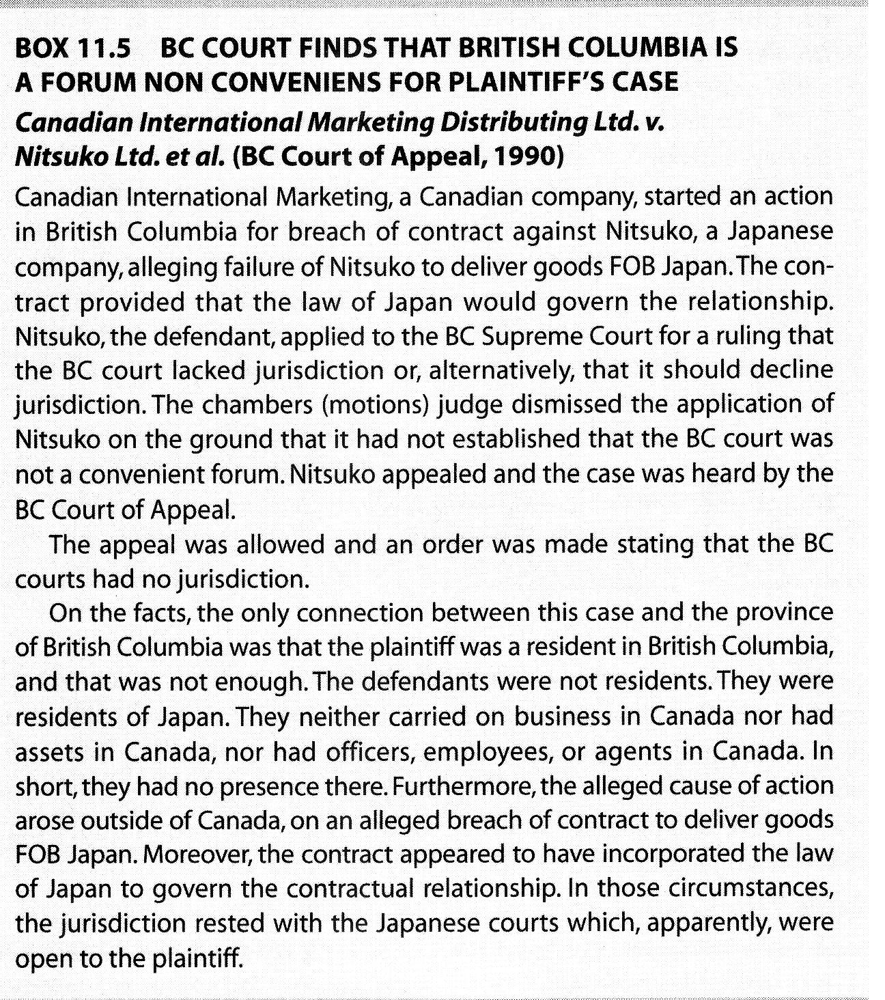 BOX 11.5 BC COURT FINDS THAT BRITISH COLUMBIA IS
A FORUM NON CONVENIENS FOR PLAINTIFF'S CASE
Canadian International Marketing Distributing Ltd. v.
Nitsuko Ltd. et al. (BC Court of Appeal, 1990)
Canadian International Marketing, a Canadian company, started an action
in British Columbia for breach of contract against Nitsuko, a Japanese
company, alleging failure of Nitsuko to deliver goods FOB Japan. The con-
tract provided that the law of Japan would govern the relationship.
Nitsuko, the defendant, applied to the BC Supreme Court for a ruling that
the BC court lacked jurisdiction or, alternatively, that it should decline
jurisdiction. The chambers (motions) judge dismissed the application of
Nitsuko on the ground that it had not established that the BC court was
not a convenient forum. Nitsuko appealed and the case was heard by the
BC Court of Appeal.
The appeal was allowed and an order was made stating that the BC
courts had no jurisdiction.
On the facts, the only connection between this case and the province
of British Columbia was that the plaintiff was a resident in British Columbia,
and that was not enough. The defendants were not residents. They were
residents of Japan. They neither carried on business in Canada nor had
assets in Canada, nor had officers, employees, or agents in Canada. In
short, they had no presence there. Furthermore, the alleged cause of action
arose outside of Canada, on an alleged breach of contract to deliver goods
FOB Japan. Moreover, the contract appeared to have incorporated the law
of Japan to govern the contractual relationship. In those circumstances,
the jurisdiction rested with the Japanese courts which, apparently, were
open to the plaintiff.